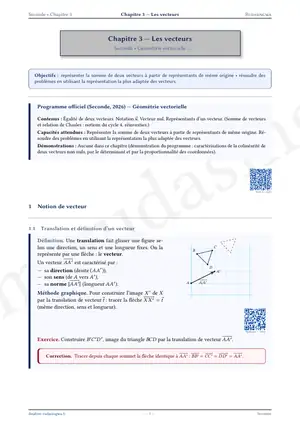 Seconde • Chapitre 3
Chapitre 3 — Les vecteurs
Chapitre 3 — Les vecteurs
Seconde • Géométrie vectorielle
Objectifs : représenter la somme de deux vecteurs à partir de représentants de même origine • résoudre des
problèmes en utilisant la représentation la plus adaptée des vecteurs.
Programme officiel (Seconde, 2026) — Géométrie vectorielle
Contenus : Égalité de deux vecteurs. Notation u⃗. Vecteur nul. Représentants d'un vecteur. (Somme de vecteurs
et relation de Chasles : notions du cycle 4, réinvesties.)
Capacités attendues : Représenter la somme de deux vecteurs à partir de représentants de même origine. Ré-
soudre des problèmes en utilisant la représentation la plus adaptée des vecteurs.
Démonstrations : Aucune dans ce chapitre (démonstration du programme : caractérisations de la colinéarité de
deux vecteurs non nuls, par le déterminant et par la proportionnalité des coordonnées).
1 Notion de vecteur
1.1 Translation et définition d'un vecteur
Définition. Une translation fait glisser une figure se-
lon une direction, un sens et une longueur fixes. On la
représente par une flèche : le vecteur.
Un vecteur AA'⃗ est caractérisé par :
— sa direction (droite (AA')),
— son sens (de A vers A'),
— sa norme ||AA'⃗|| (longueur AA').
Méthode graphique. Pour construire l'image X' de X
par la translation de vecteur t⃗ : tracer la flèche XX'⃗ = t⃗
(même direction, sens et longueur).
Exercice. Construire B'C'D', image du triangle BCD par la translation de vecteur AA'⃗.
Correction. Tracer depuis chaque sommet la flèche identique à AA'⃗ : BB'⃗ = CC'⃗ = DD'⃗ = AA'⃗.
– 1 –
Seconde